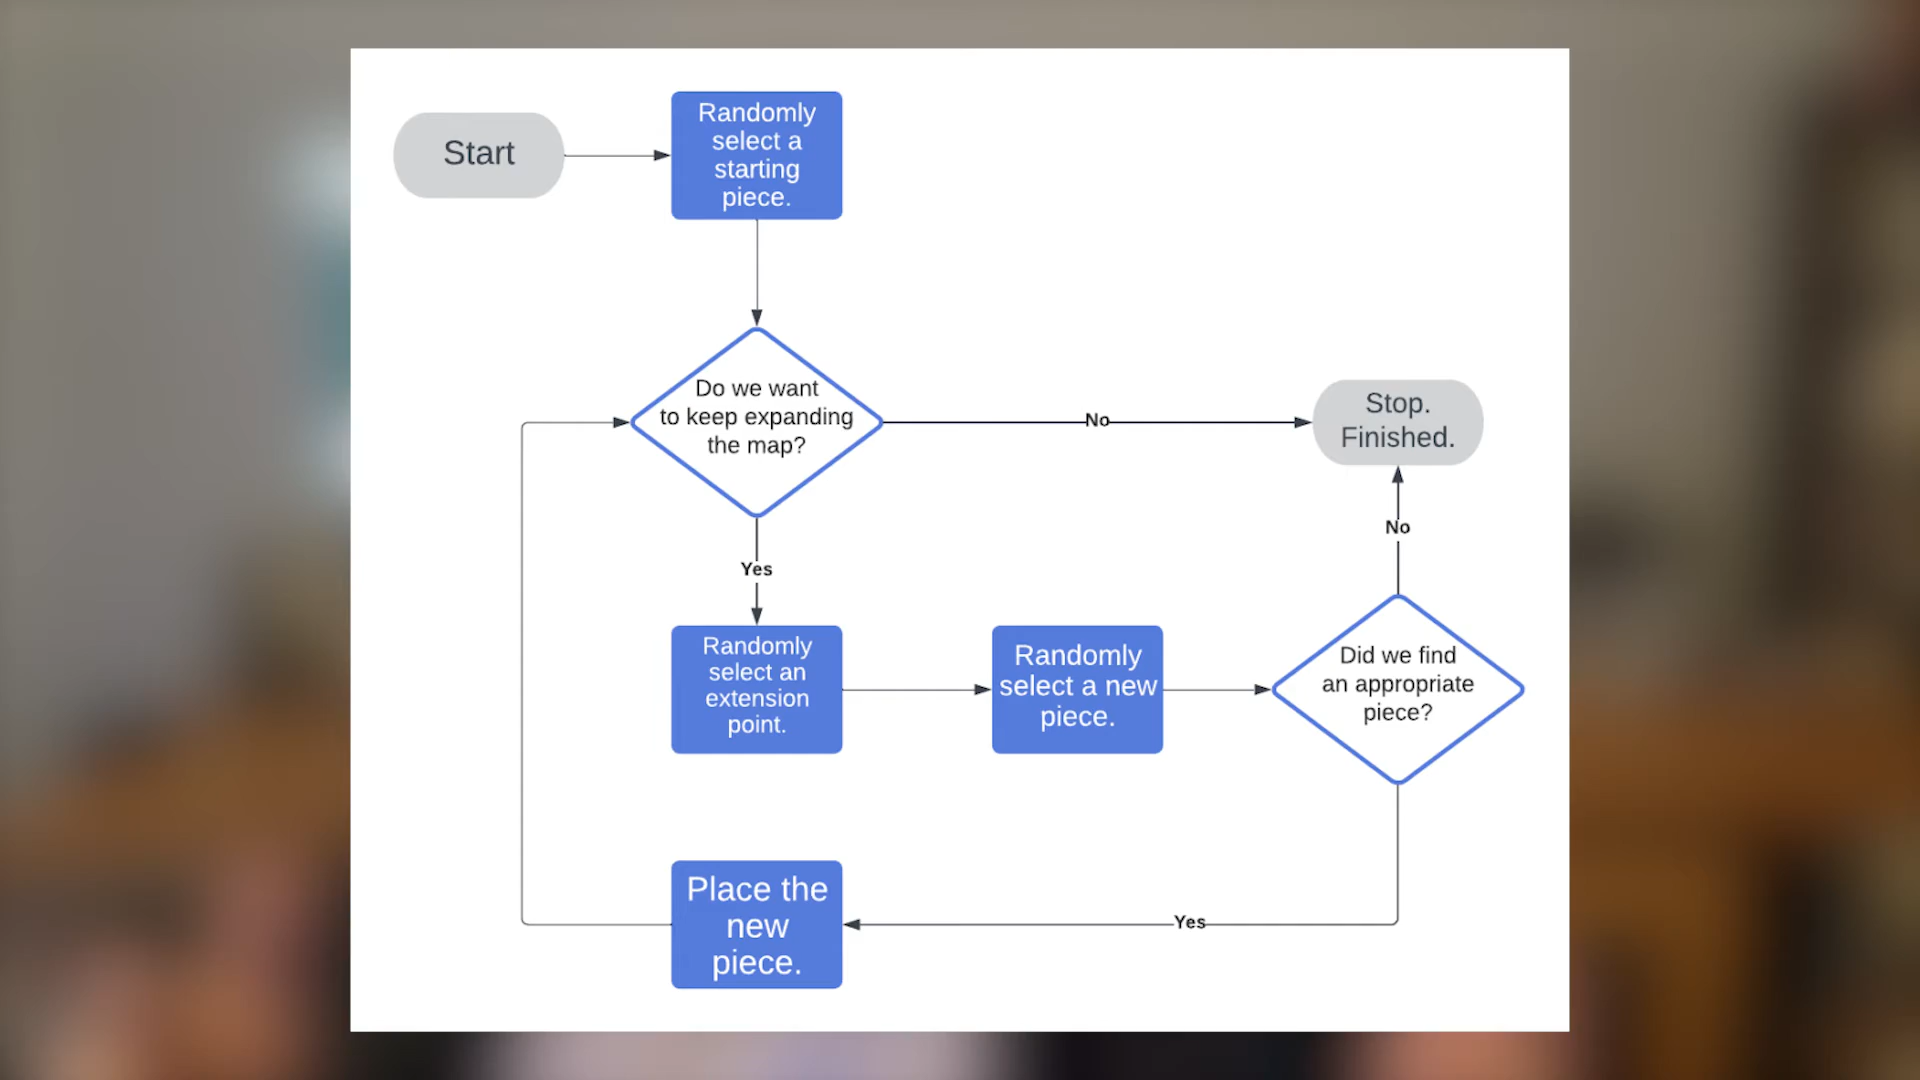 Start
Randomly
select a
starting
piece.
Do we want
to keep expanding
the map?
No
Stop.
Finished.
Yes
No
Randomly
select an
extension
point.
Randomly
select a new
piece.
Did we find
an appropriate
piece?
Place the
new
piece.
Yes